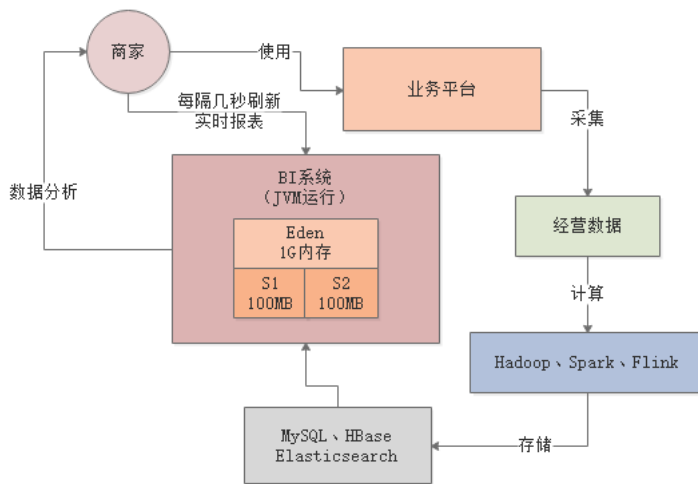 商家
使用
业务平台
每隔几秒刷新
实时报表
采集
BI系统
（JVM运行）
数据分析
Eden
1G内存
S1
100MB
S2
100MB
经营数据
计算
Hadoop、Spark、Flink
MySQL、HBase
Elasticsearch
存储